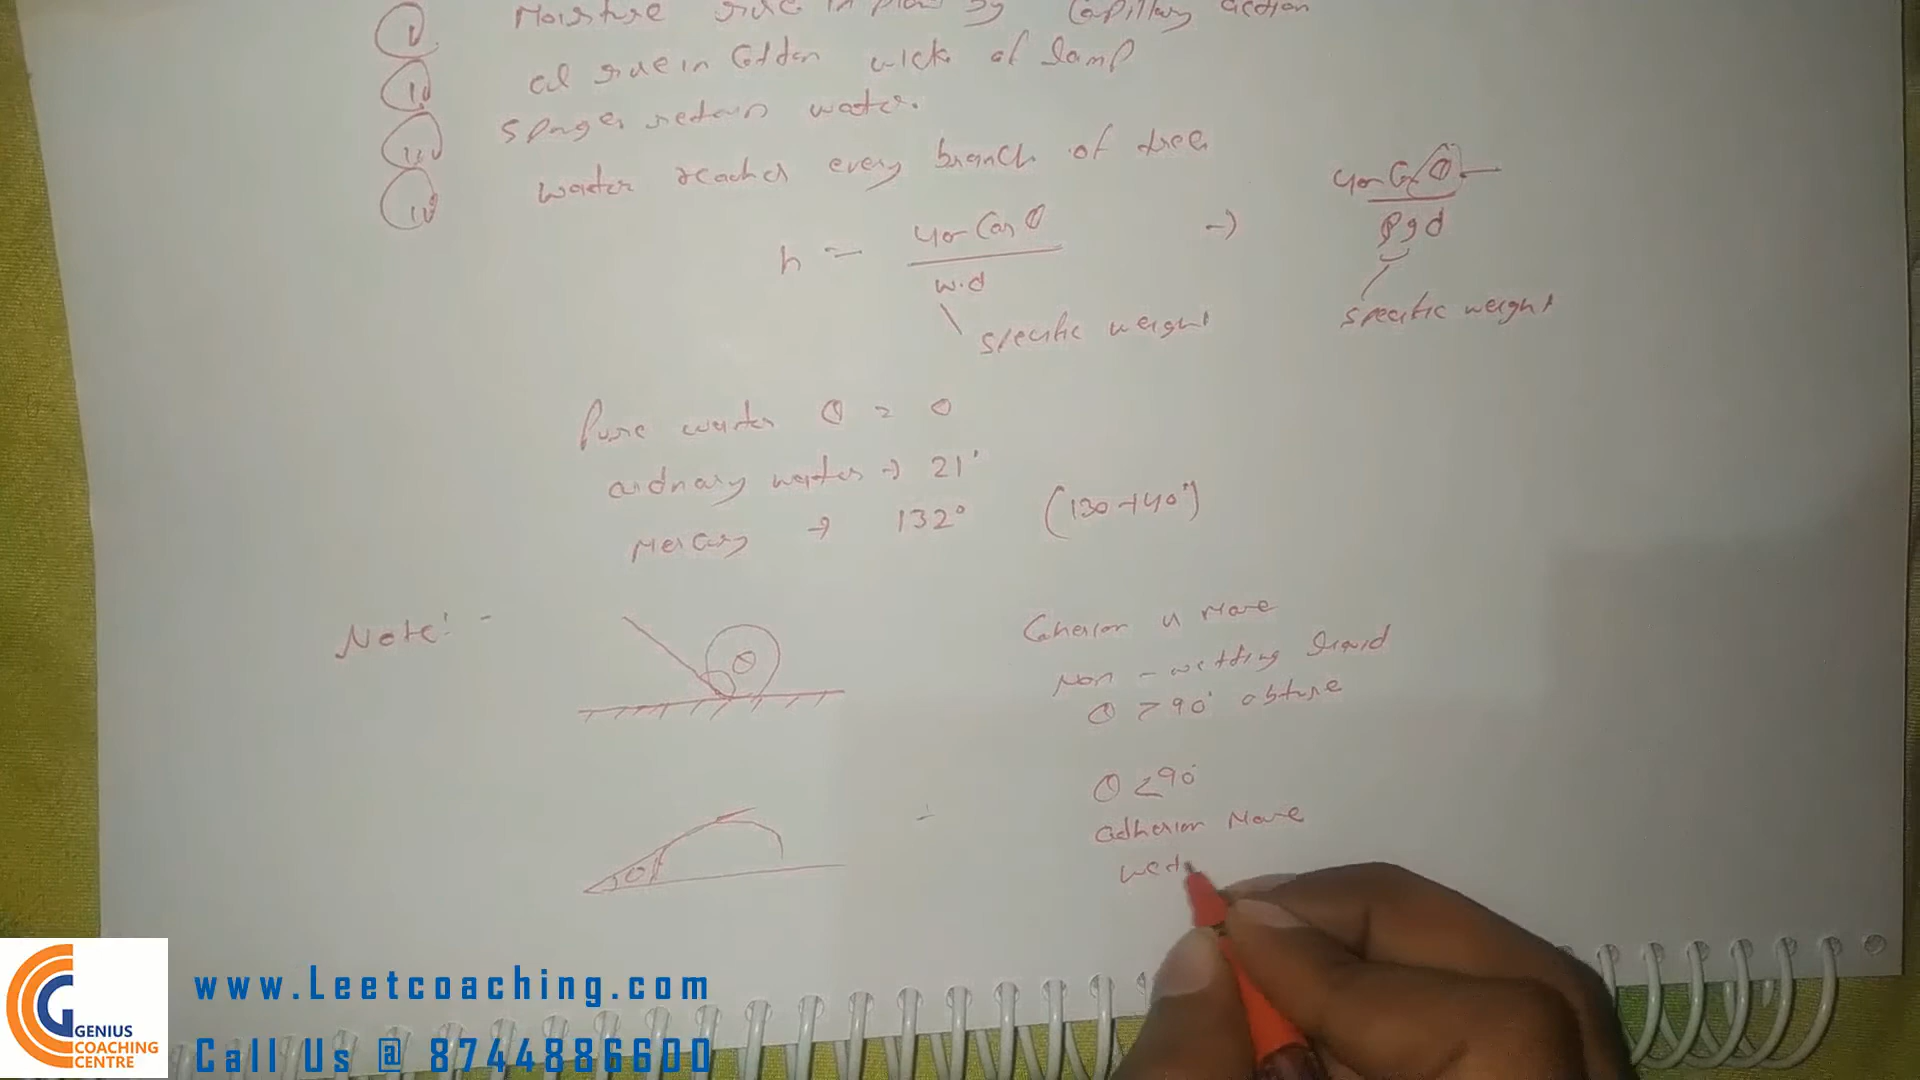 (i) Moisture rise in plant by Capillary action
(ii) oil rise in Cotton wick of lamp
(iii) sponges retain water.
(iv) water reaches every branch of tree
h = 4σ Cos θ / w.d → 4σ Cos θ / ρgd
specific weight specific weight
Pure water θ = 0
ordinary water → 21°
Mercury → 132° (130-140°)
Note:-
θ
Cohesion is More
Non-wetting liquid
θ > 90° obtuse
θ < 90°
Adhesion More
wet
θ
GENIUS
COACHING
CENTRE
www.Leetcoaching.com
Call Us @ 8744886600